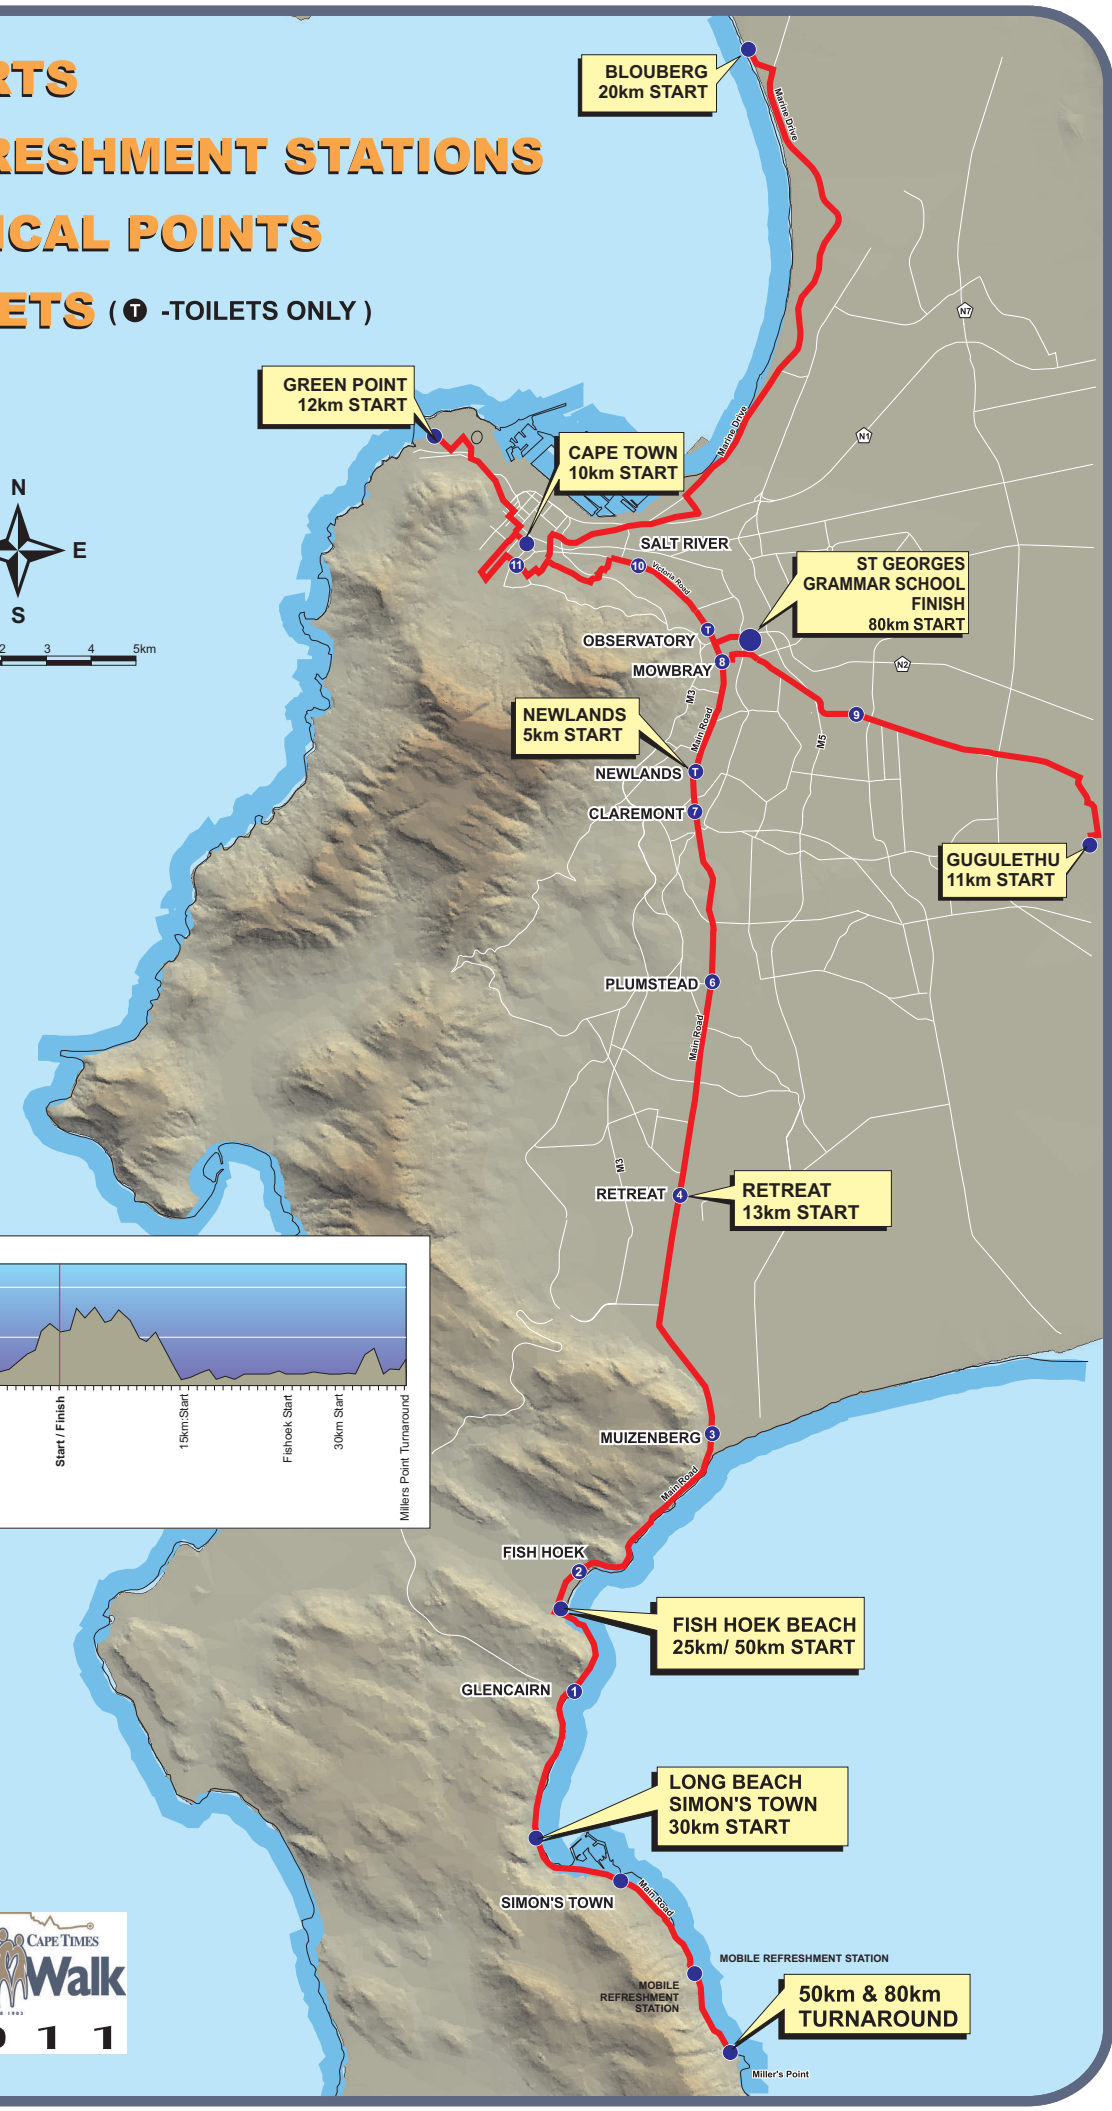 RTS
RESHMENT STATIONS
ICAL POINTS
ETS ( T -TOILETS ONLY )
BLOUBERG
20km START
Marine Drive
N7
GREEN POINT
12km START
CAPE TOWN
10km START
Marine Drive
N1
N
E
S
2 3 4 5km
SALT RIVER
11
10
Victoria Road
ST GEORGES
GRAMMAR SCHOOL
FINISH
80km START
T
OBSERVATORY
MOWBRAY
8
N2
M3
Main Road
NEWLANDS
5km START
M5
9
NEWLANDS
T
CLAREMONT
7
GUGULETHU
11km START
PLUMSTEAD
6
Main Road
M3
RETREAT
4
RETREAT
13km START
Start / Finish
15km:Start
Fishoek Start
30km Start
Millers Point Turnaround
MUIZENBERG
3
Main Road
FISH HOEK
2
FISH HOEK BEACH
25km/ 50km START
GLENCAIRN
1
LONG BEACH
SIMON'S TOWN
30km START
SIMON'S TOWN
Main Road
MOBILE REFRESHMENT STATION
MOBILE
REFRESHMENT
STATION
50km & 80km
TURNAROUND
Miller's Point
CAPE TIMES
Walk
1 1